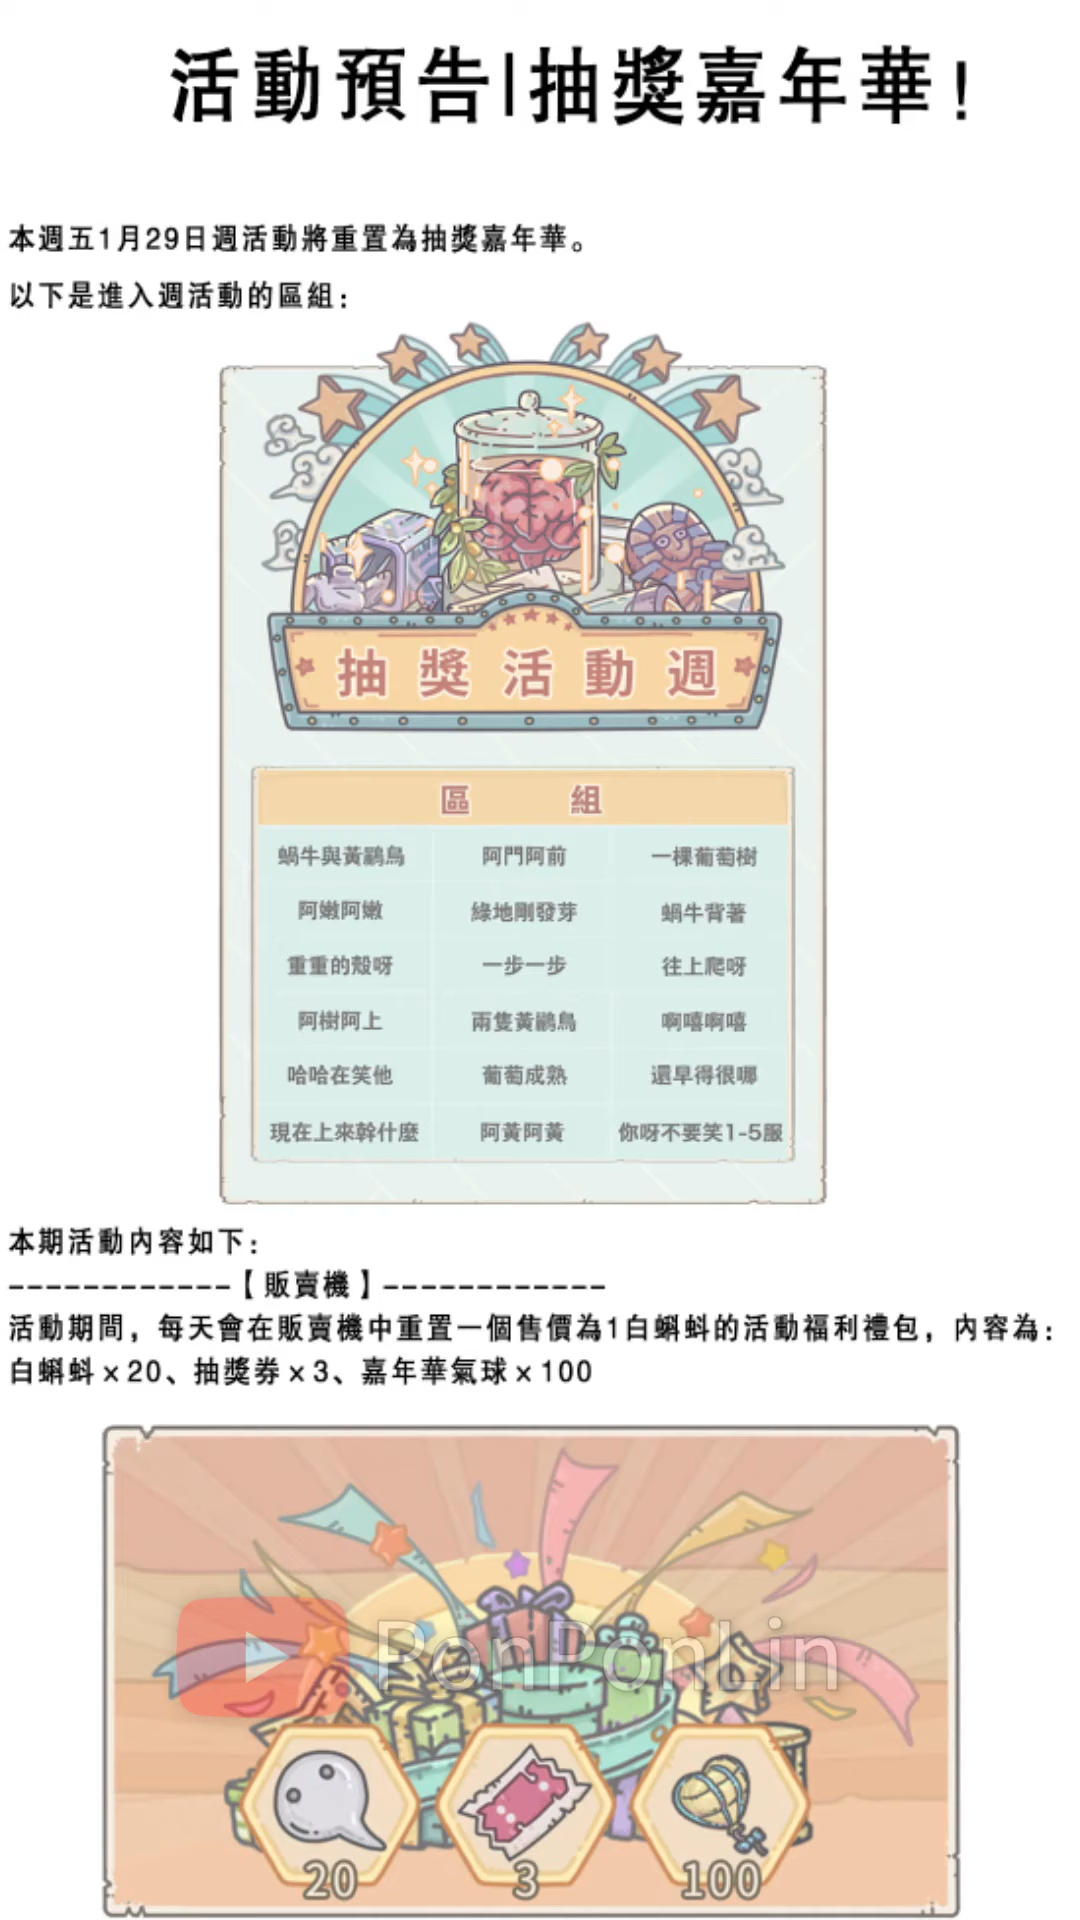 活動預告|抽獎嘉年華!
本週五1月29日週活動將重置為抽獎嘉年華。
以下是進入週活動的區組:
抽獎活動週
區 組
蝸牛與黃鸝鳥 阿門阿前 一棵葡萄樹
阿嫩阿嫩 綠地剛發芽 蝸牛背著
重重的殼呀 一步一步 往上爬呀
阿樹阿上 兩隻黃鸝鳥 啊嘻啊嘻
哈哈在笑他 葡萄成熟 還早得很哪
現在上來幹什麼 阿黃阿黃 你呀不要笑1-5服
本期活動內容如下:
------------【販賣機】------------
活動期間，每天會在販賣機中重置一個售價為1白蝌蚪的活動福利禮包，內容為:
白蝌蚪×20、抽獎券×3、嘉年華氣球×100
PonPonLin
20 3 100